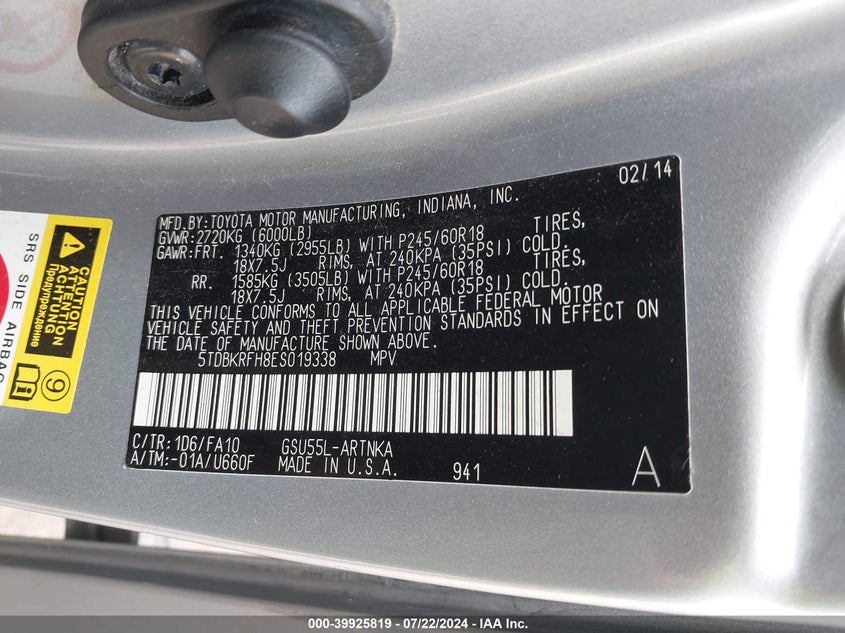 02/14
MFD.BY:TOYOTA MOTOR MANUFACTURING, INDIANA, INC.
GVWR:2720KG (6000LB)
GAWR:FRT. 1340KG (2955LB) WITH P245/60R18 TIRES,
18X7.5J RIMS, AT 240KPA (35PSI) COLD.
RR. 1585KG (3505LB) WITH P245/60R18 TIRES,
18X7.5J RIMS, AT 240KPA (35PSI) COLD.
THIS VEHICLE CONFORMS TO ALL APPLICABLE FEDERAL MOTOR
VEHICLE SAFETY AND THEFT PREVENTION STANDARDS IN EFFECT ON
THE DATE OF MANUFACTURE SHOWN ABOVE.
5TDBKRFH8ES019338 MPV
C/TR:1D6/FA10 GSU55L-ARTNKA
A/TM:-01A/U660F MADE IN U.S.A. 941 A
SRS SIDE AIRBAG
CAUTION
ATTENTION
ACHTUNG
Предупреждение
9
000-39925819 / 07/22/2024 / IAAI Inc.